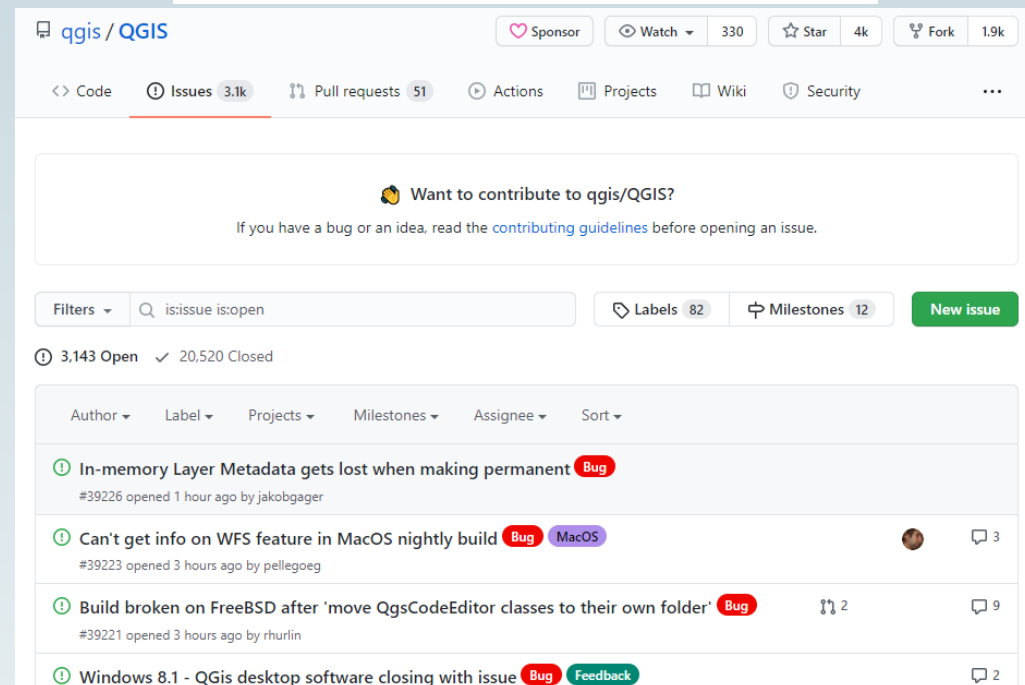 qgis / QGIS Sponsor Watch 330 Star 4k Fork 1.9k
Code Issues 3.1k Pull requests 51 Actions Projects Wiki Security ...
Want to contribute to qgis/QGIS?
If you have a bug or an idea, read the contributing guidelines before opening an issue.
Filters is:issue is:open Labels 82 Milestones 12 New issue
3,143 Open 20,520 Closed
Author Label Projects Milestones Assignee Sort
In-memory Layer Metadata gets lost when making permanent Bug
#39226 opened 1 hour ago by jakobgager
Can't get info on WFS feature in MacOS nightly build Bug MacOS 3
#39223 opened 3 hours ago by pellegoeg
Build broken on FreeBSD after 'move QgsCodeEditor classes to their own folder' Bug 2 9
#39221 opened 3 hours ago by rhurlin
Windows 8.1 - QGis desktop software closing with issue Bug Feedback 2